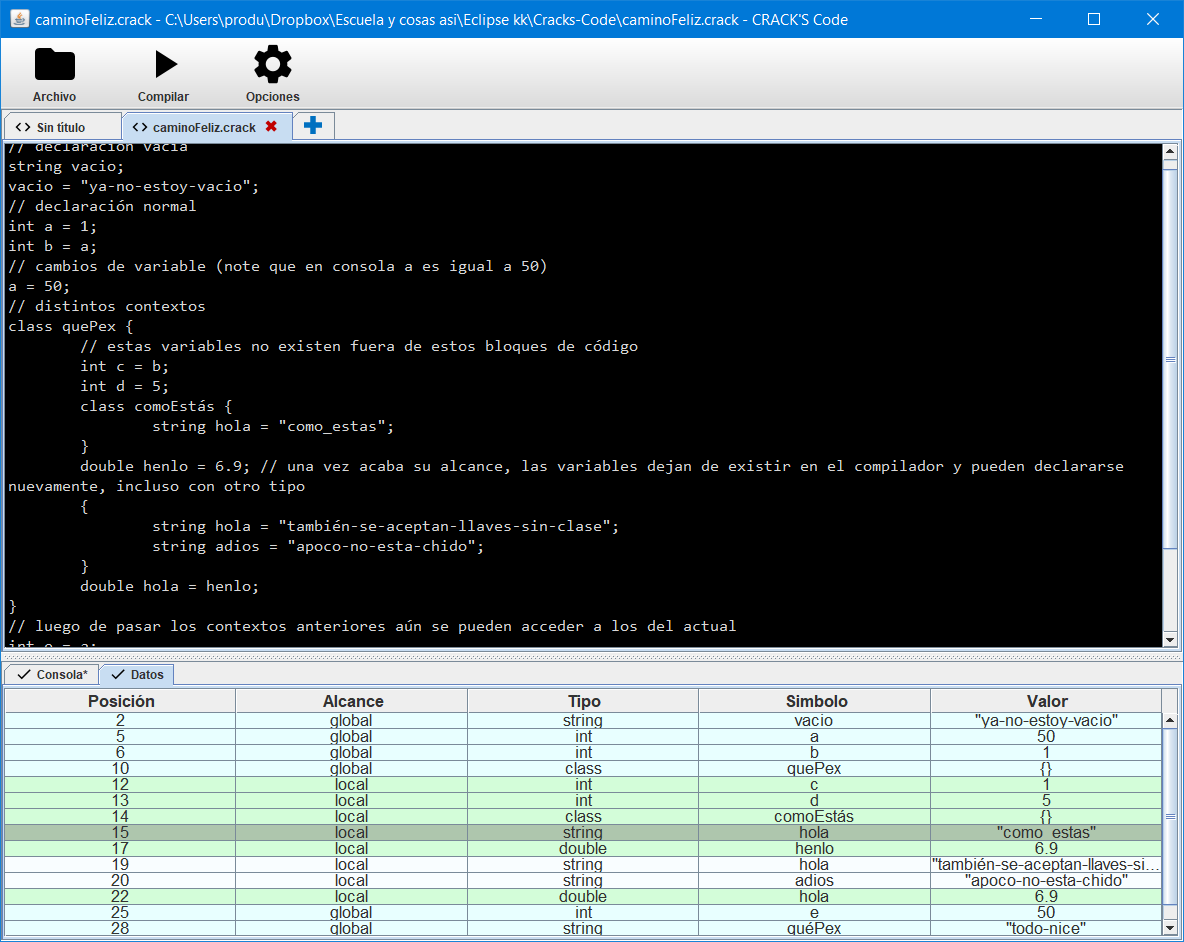 caminoFeliz.crack - C:\Users\produ\Dropbox\Escuela y cosas asi\Eclipse kk\Cracks-Code\caminoFeliz.crack - CRACK'S Code
Archivo Compilar Opciones
<> Sin título <> caminoFeliz.crack
// declaración vacia
string vacio;
vacio = "ya-no-estoy-vacio";
// declaración normal
int a = 1;
int b = a;
// cambios de variable (note que en consola a es igual a 50)
a = 50;
// distintos contextos
class quePex {
// estas variables no existen fuera de estos bloques de código
int c = b;
int d = 5;
class comoEstás {
string hola = "como_estas";
}
double henlo = 6.9; // una vez acaba su alcance, las variables dejan de existir en el compilador y pueden declararse
nuevamente, incluso con otro tipo
{
string hola = "también-se-aceptan-llaves-sin-clase";
string adios = "apoco-no-esta-chido";
}
double hola = henlo;
}
// luego de pasar los contextos anteriores aún se pueden acceder a los del actual
int e = a;
Consola* Datos
Posición Alcance Tipo Simbolo Valor
2 global string vacio "ya-no-estoy-vacio"
5 global int a 50
6 global int b 1
10 global class quePex {}
12 local int c 1
13 local int d 5
14 local class comoEstás {}
15 local string hola "como_estas"
17 local double henlo 6.9
19 local string hola "también-se-aceptan-llaves-si...
20 local string adios "apoco-no-esta-chido"
22 local double hola 6.9
25 global int e 50
28 global string quéPex "todo-nice"